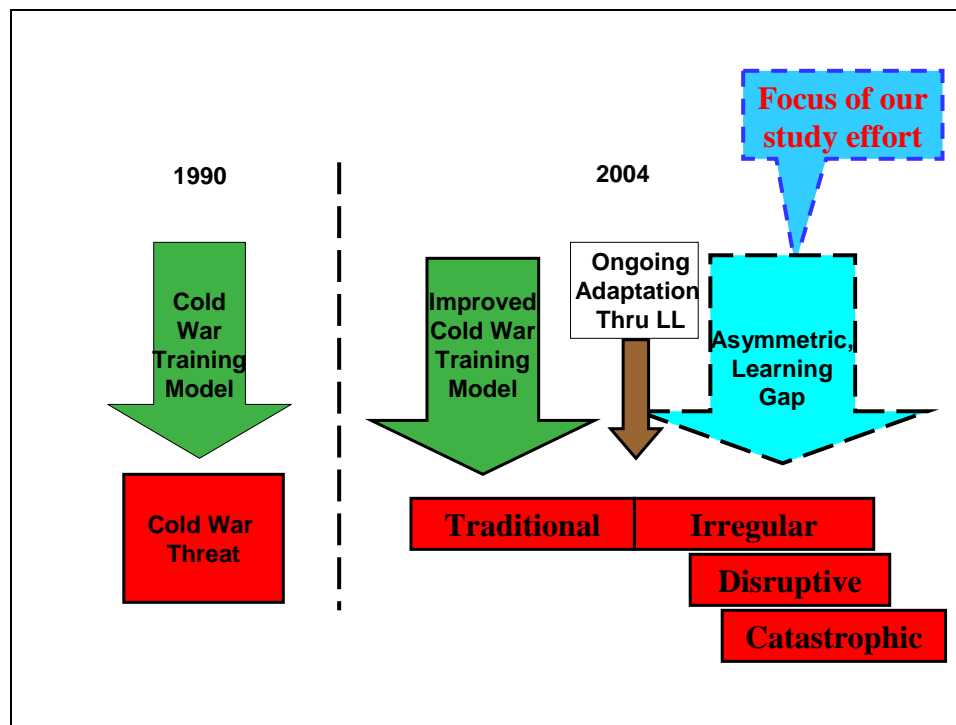 Focus of our
study effort
1990
2004
Cold
War
Training
Model
Improved
Cold War
Training
Model
Ongoing
Adaptation
Thru LL
Asymmetric,
Learning
Gap
Cold War
Threat
Traditional
Irregular
Disruptive
Catastrophic